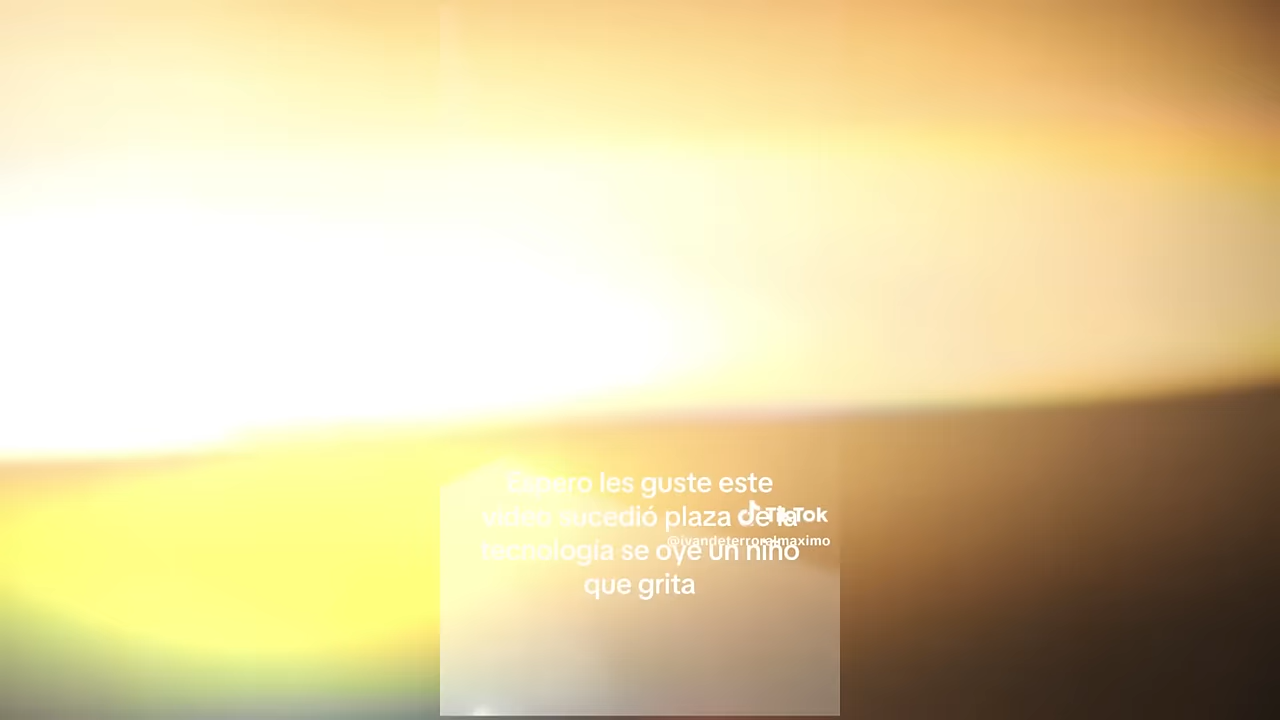 Espero les guste este
video sucedió plaza de la
TikTok
tecnología se oye un niño
@ivandeterroralmaximo
que grita